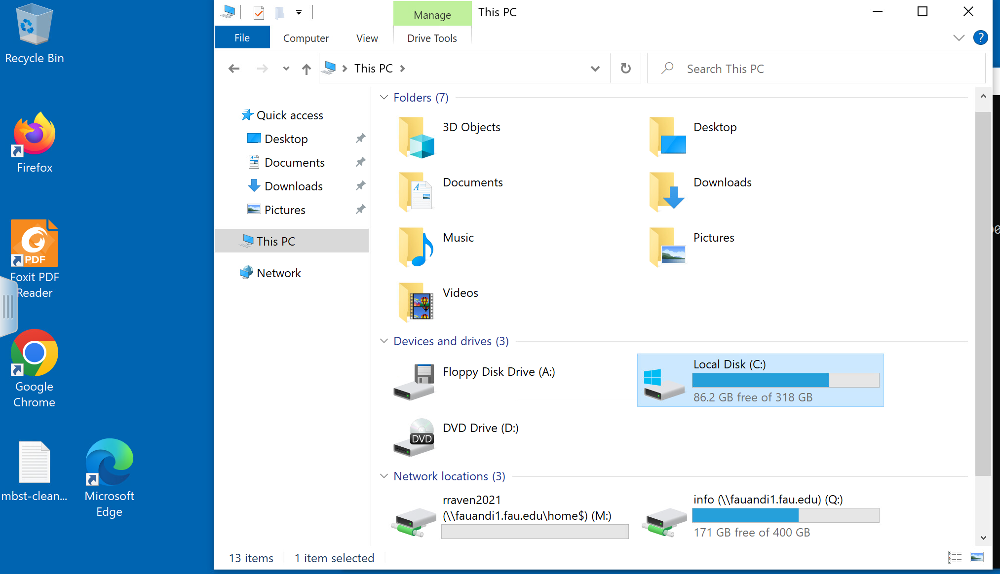 Recycle Bin
Firefox
PDF
Foxit PDF
Reader
Google
Chrome
mbst-clean...
Microsoft
Edge
Manage
This PC
File
Computer
View
Drive Tools
?
This PC
Search This PC
Quick access
Desktop
Documents
Downloads
Pictures
This PC
Network
Folders (7)
3D Objects
Desktop
Documents
Downloads
Music
Pictures
Videos
Devices and drives (3)
Floppy Disk Drive (A:)
Local Disk (C:)
86.2 GB free of 318 GB
DVD
DVD Drive (D:)
Network locations (3)
rraven2021
(\\fauandi1.fau.edu\home$) (M:)
info (\\fauandi1.fau.edu) (Q:)
171 GB free of 400 GB
13 items
1 item selected